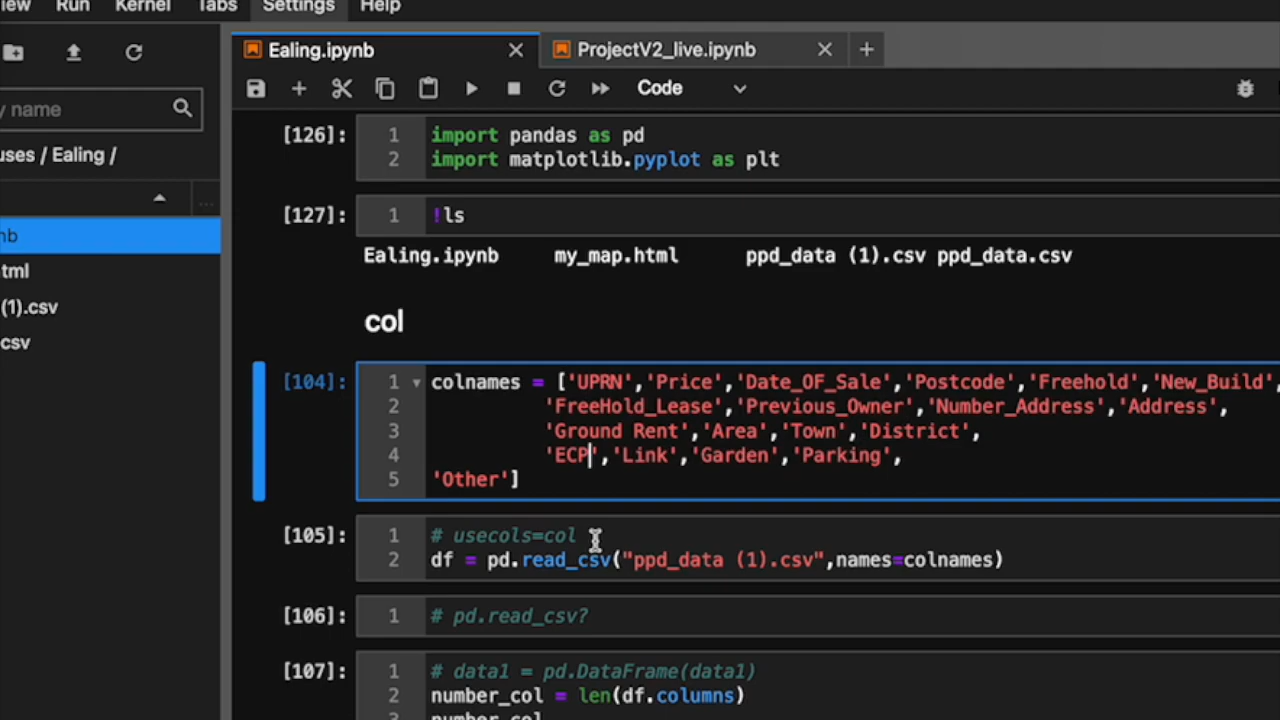 iew Run Kernel Tabs Settings Help
Ealing.ipynb ProjectV2_live.ipynb
Code
y name
uses / Ealing /
nb
tml
(1).csv
csv
[126]:
1 import pandas as pd
2 import matplotlib.pyplot as plt
[127]:
1 !ls
Ealing.ipynb my_map.html ppd_data (1).csv ppd_data.csv
col
[104]:
1 colnames = ['UPRN','Price','Date_OF_Sale','Postcode','Freehold','New_Build',
2 'FreeHold_Lease','Previous_Owner','Number_Address','Address',
3 'Ground Rent','Area','Town','District',
4 'ECP','Link','Garden','Parking',
5 'Other']
[105]:
1 # usecols=col
2 df = pd.read_csv("ppd_data (1).csv",names=colnames)
[106]:
1 # pd.read_csv?
[107]:
1 # data1 = pd.DataFrame(data1)
2 number_col = len(df.columns)
3 number_col